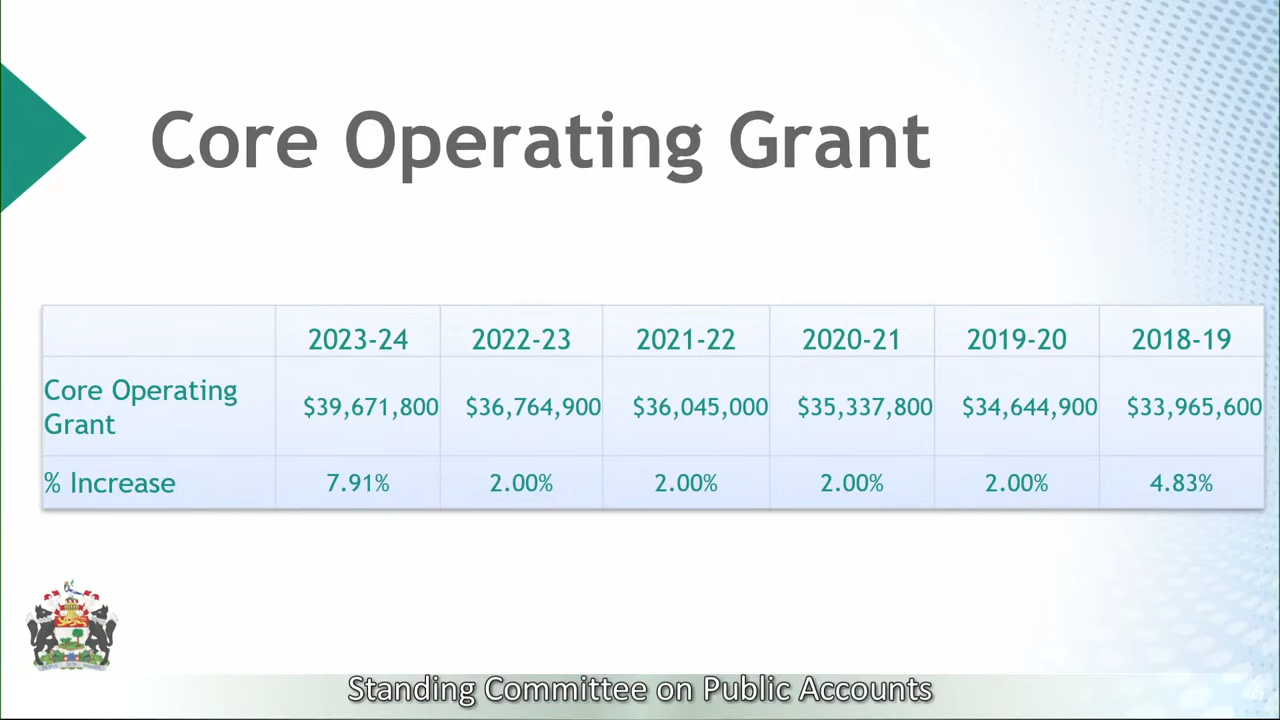 Core Operating Grant
2023-24 2022-23 2021-22 2020-21 2019-20 2018-19
Core Operating
Grant
$39,671,800 $36,764,900 $36,045,000 $35,337,800 $34,644,900 $33,965,600
% Increase 7.91% 2.00% 2.00% 2.00% 2.00% 4.83%
Standing Committee on Public Accounts